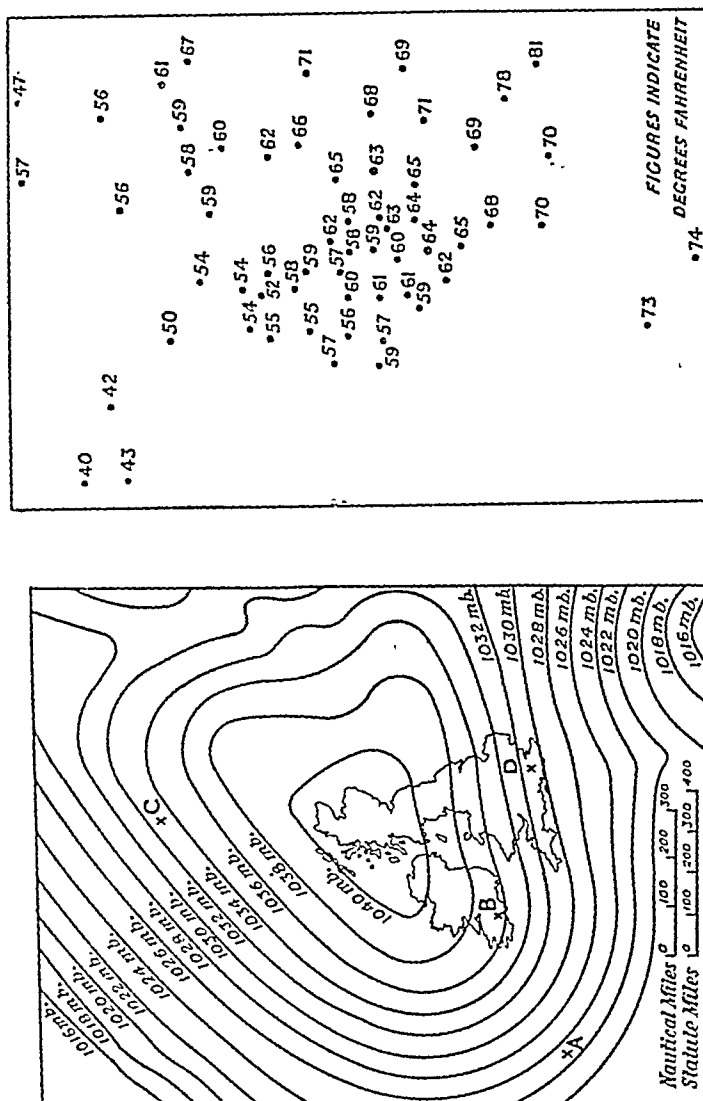 1016mb.
1018 mb.
1020 mb.
1022 mb.
1024 mb.
1026 mb.
1028 mb.
1030 mb.
1032 mb.
1034 mb.
1036 mb.
1038 mb.
1040 mb.
C
B
D
A
1032 mb.
1030 mb.
1028 mb.
1026 mb.
1024 mb.
1022 mb.
1020 mb.
1018 mb.
1016 mb.
Nautical Miles 0 100 200 300
Statute Miles 0 100 200 300 400
57 47
40
42 56 56
43
50 61
59
58 67
54 59 60
54
54 52 62
55 56
58 66
55 59 71
57 62 65
57
56 60 58 58
59 62 63 68
59 61
57 63
60 69
61 64 65
59 64 71
62 65
69
68 78
70 81
70
73
74
FIGURES INDICATE
DEGREES FAHRENHEIT